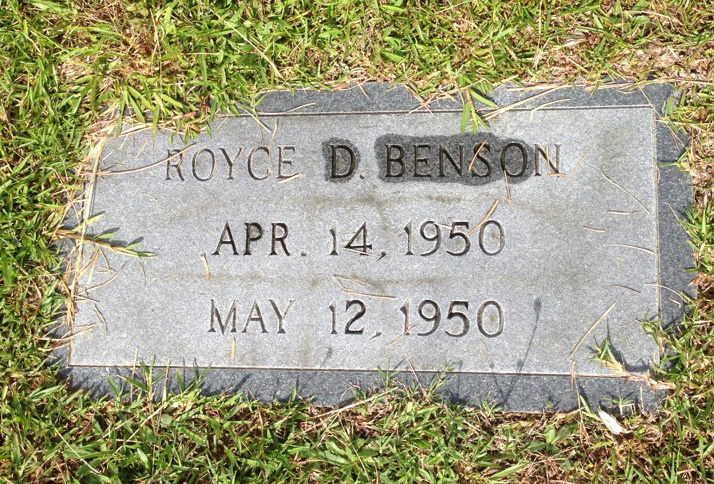 ROYCE D. BENSON
APR. 14, 1950
MAY 12, 1950